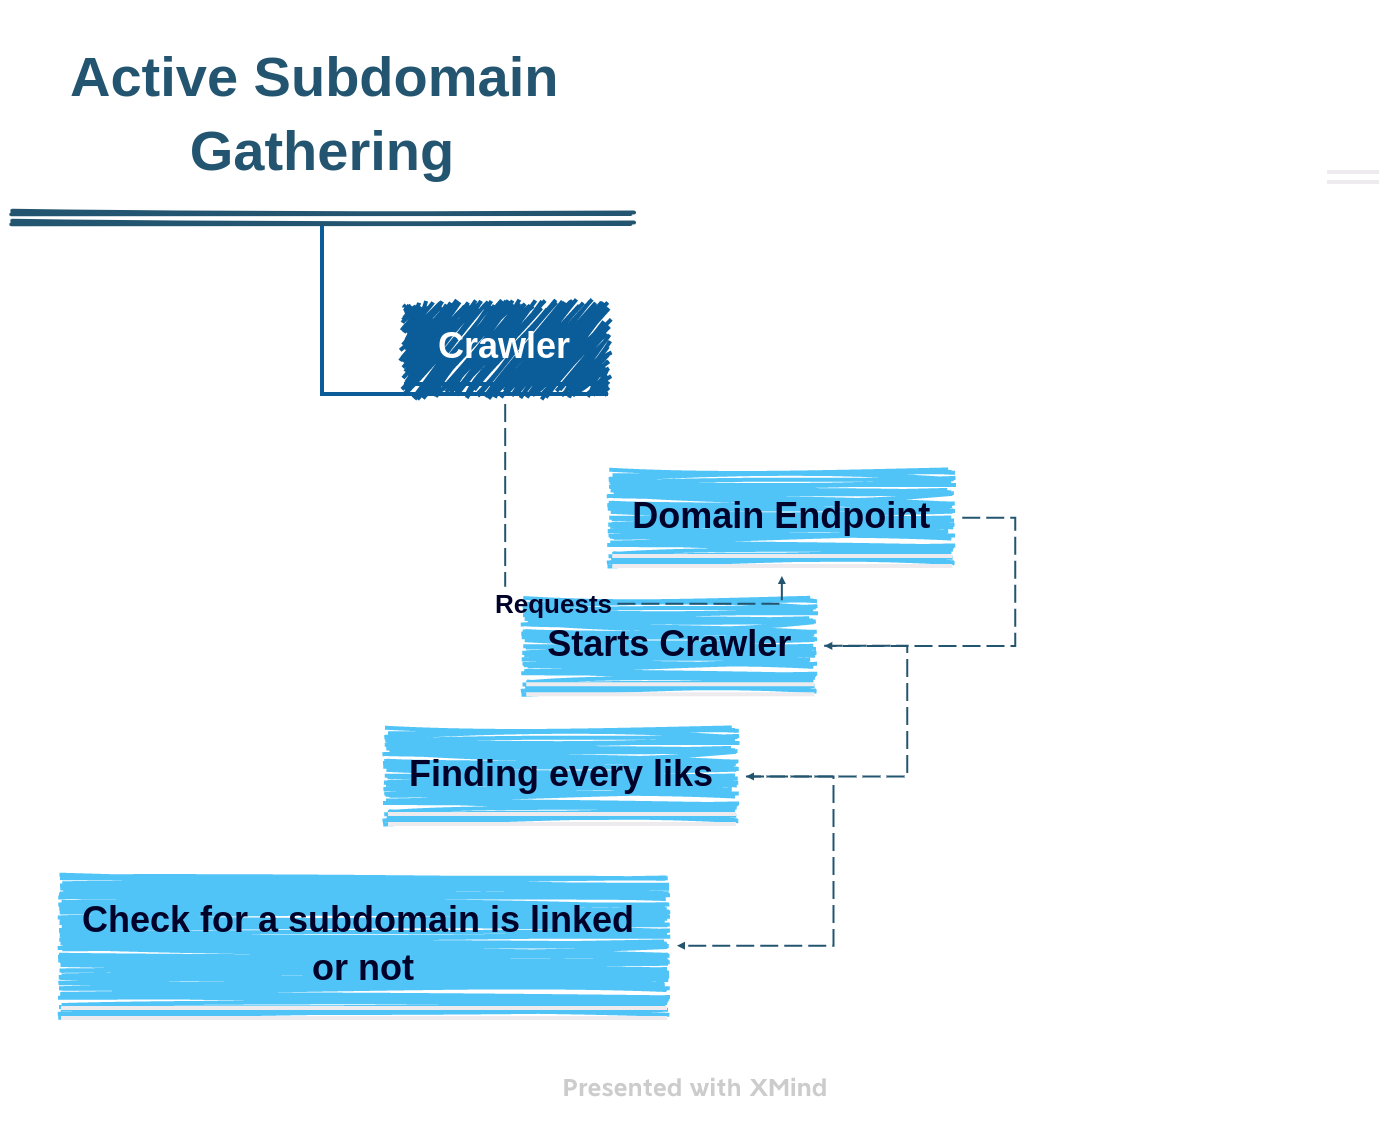 Active Subdomain
Gathering
Crawler
Domain Endpoint
Requests
Starts Crawler
Finding every liks
Check for a subdomain is linked
or not
Presented with XMind